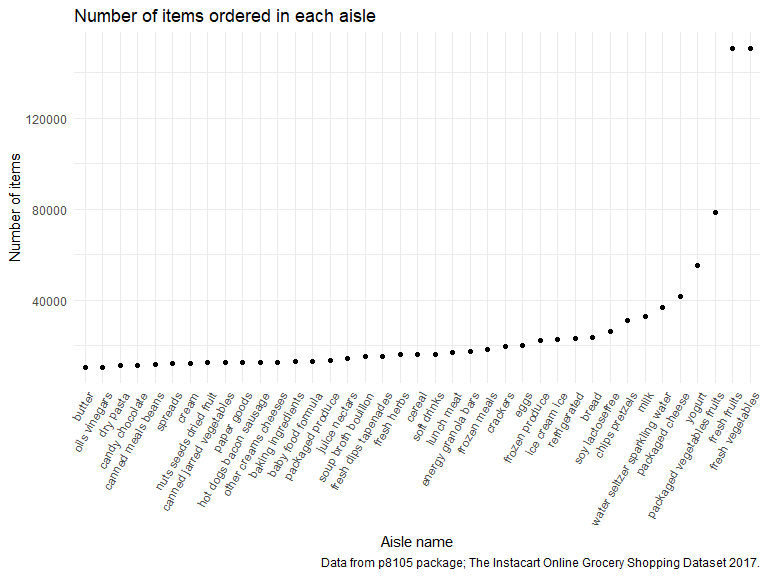 Number of items ordered in each aisle
Number of items
120000
80000
40000
butter
oils vinegars
dry pasta
candy chocolate
canned meals beans
spreads
cream
nuts seeds dried fruit
canned jarred vegetables
paper goods
hot dogs bacon sausage
other creams cheeses
baking ingredients
baby food formula
packaged produce
juice nectars
soup broth bouillon
fresh dips tapenades
fresh herbs
cereal
soft drinks
lunch meat
energy granola bars
frozen meals
crackers
eggs
frozen produce
ice cream ice
refrigerated
bread
soy lactosefree
chips pretzels
milk
water seltzer sparkling water
packaged cheese
yogurt
packaged vegetables fruits
fresh fruits
fresh vegetables
Aisle name
Data from p8105 package; The Instacart Online Grocery Shopping Dataset 2017.